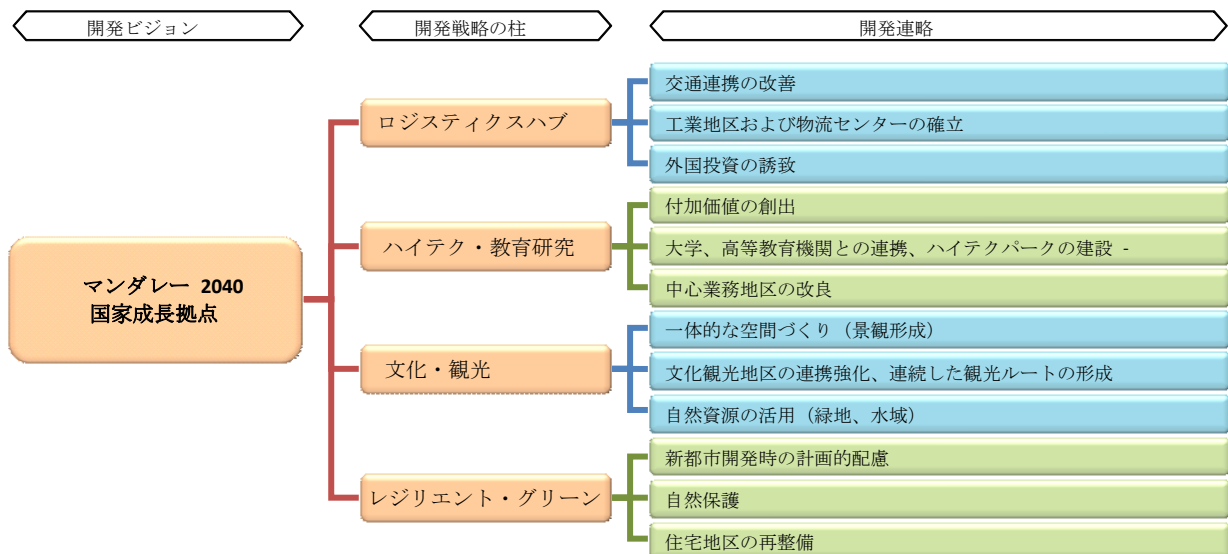 開発ビジョン
開発戦略の柱
開発連略
マンダレー 2040
国家成長拠点
ロジスティクスハブ
交通連携の改善
工業地区および物流センターの確立
外国投資の誘致
ハイテク・教育研究
付加価値の創出
大学、高等教育機関との連携、ハイテクパークの建設 -
中心業務地区の改良
文化・観光
一体的な空間づくり（景観形成）
文化観光地区の連携強化、連続した観光ルートの形成
自然資源の活用（緑地、水域）
レジリエント・グリーン
新都市開発時の計画的配慮
自然保護
住宅地区の再整備